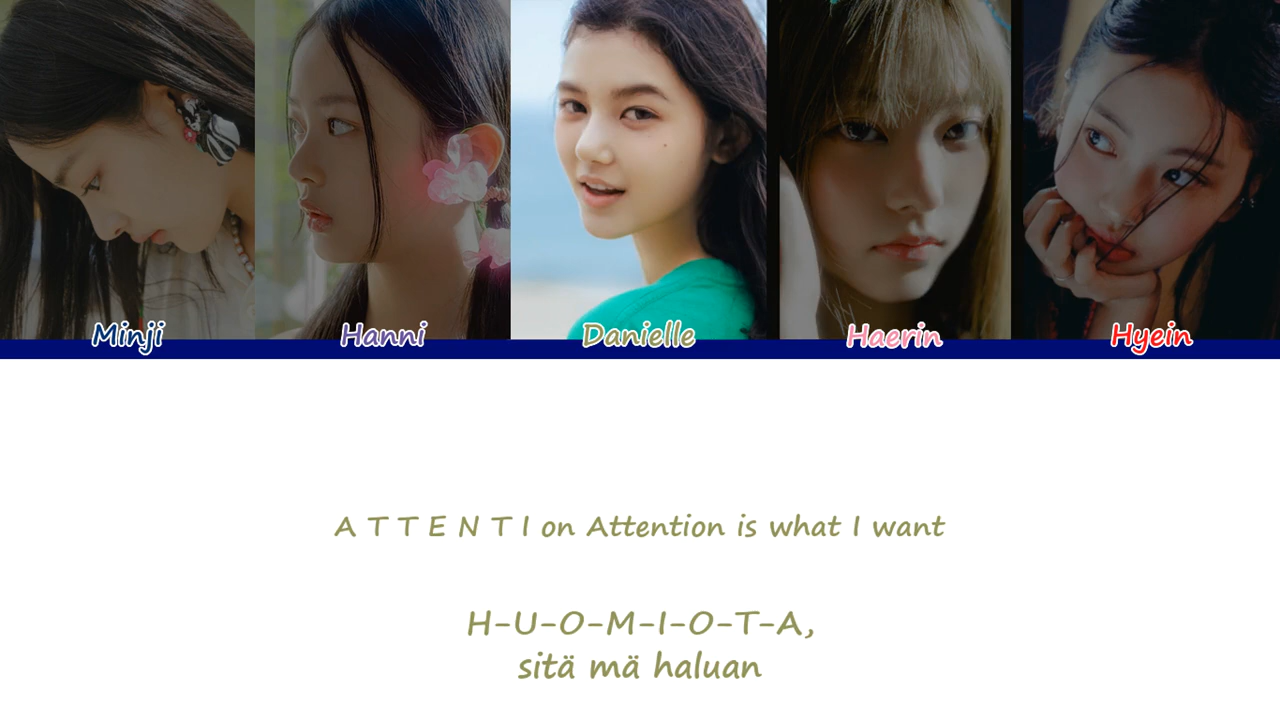 Minji
Hanni
Danielle
Haerin
Hyein
A T T E N T I on Attention is what I want
H-U-O-M-I-O-T-A,
sitä mä haluan